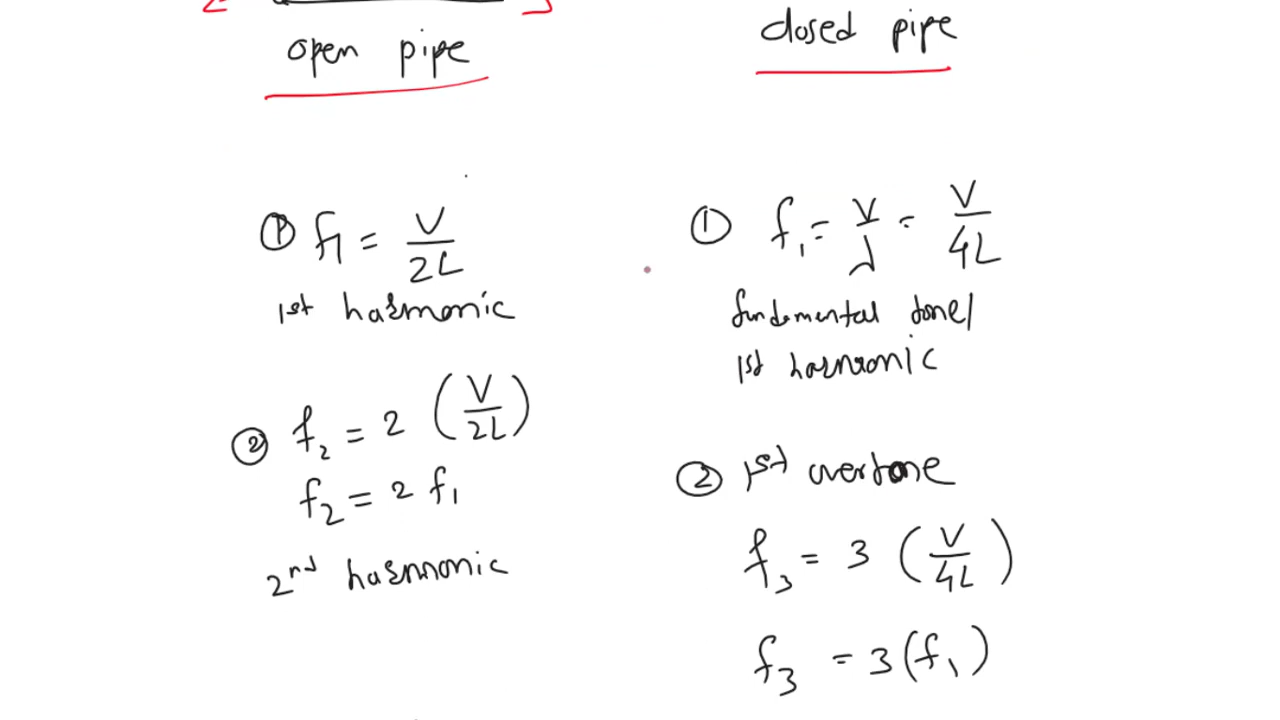 open pipe
① f1 = V/2L
1st harmonic
② f2 = 2 (V/2L)
f2 = 2 f1
2nd harmonic
closed pipe
① f1 = V/λ = V/4L
fundamental tone/
1st harmonic
② 1st overtone
f3 = 3 (V/4L)
f3 = 3(f1)